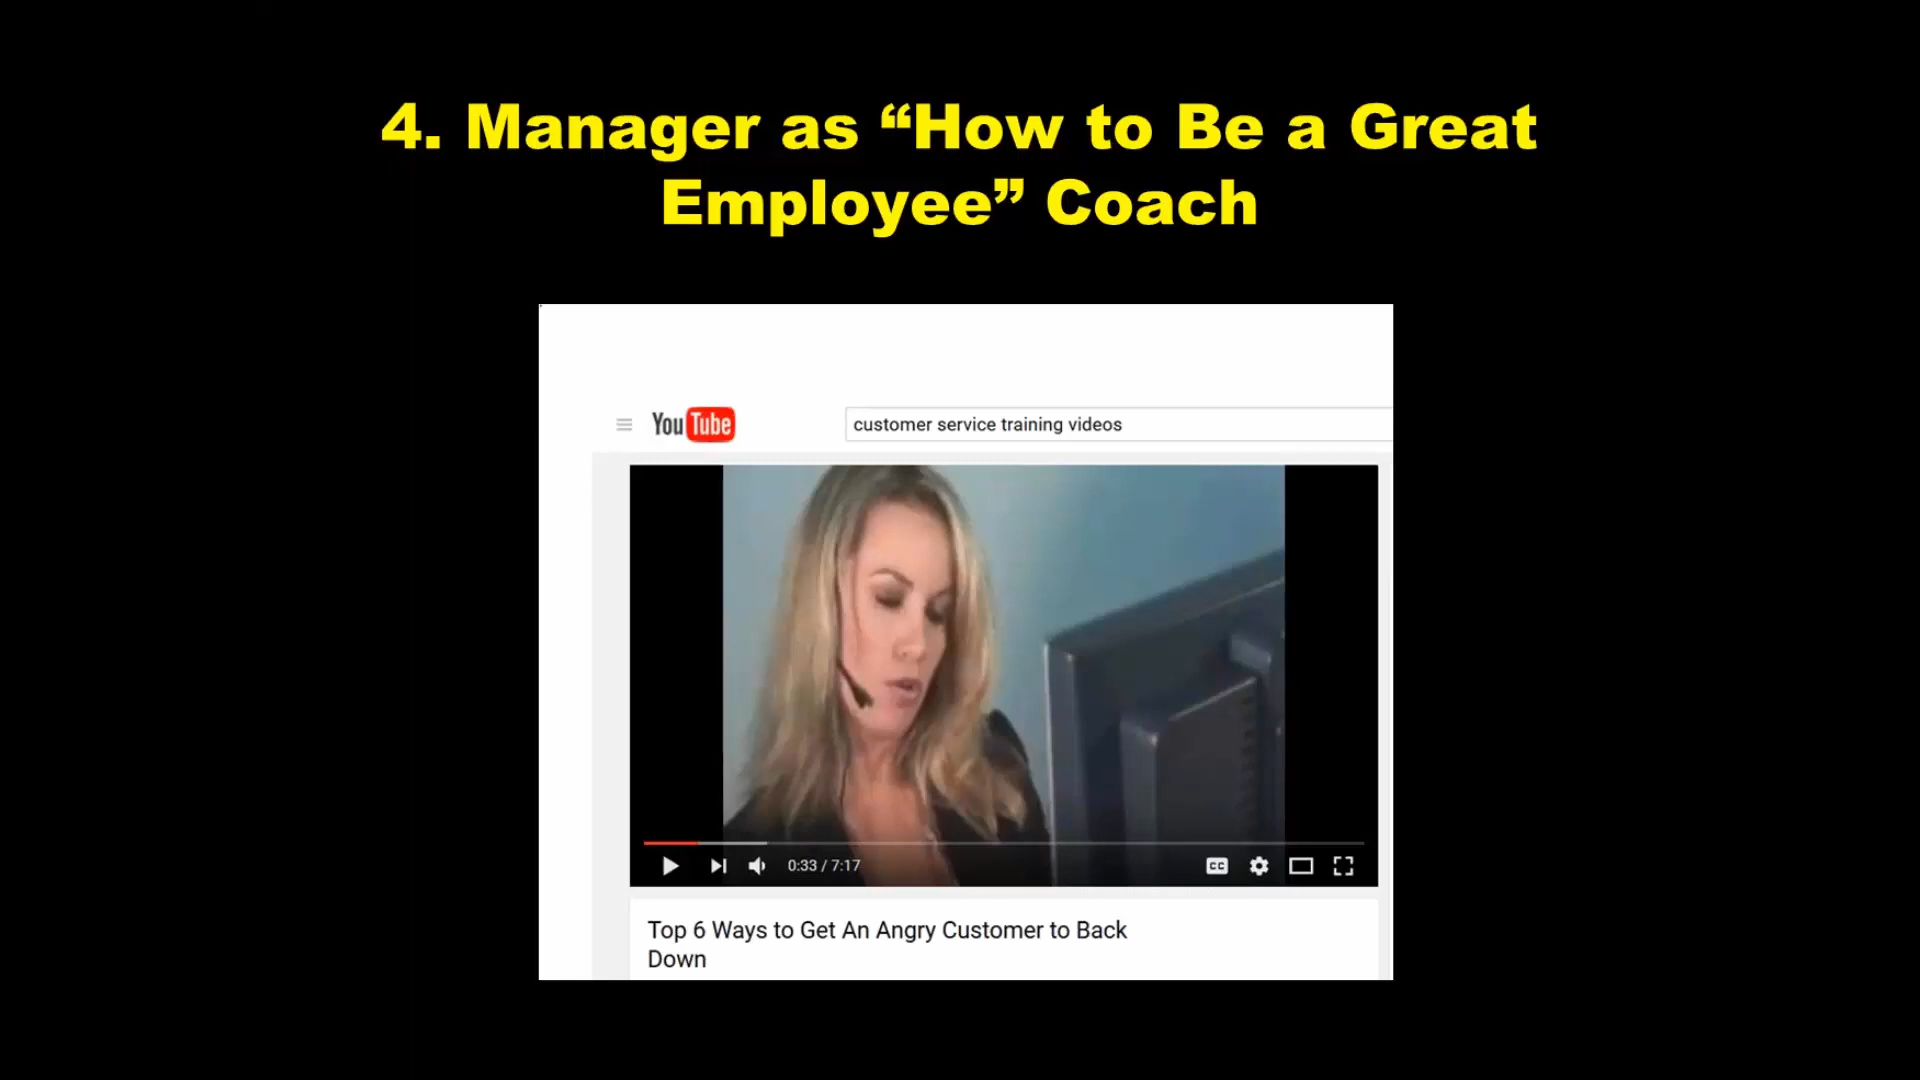 4. Manager as “How to Be a Great
Employee” Coach
YouTube
customer service training videos
0:33 / 7:17
CC
Top 6 Ways to Get An Angry Customer to Back
Down